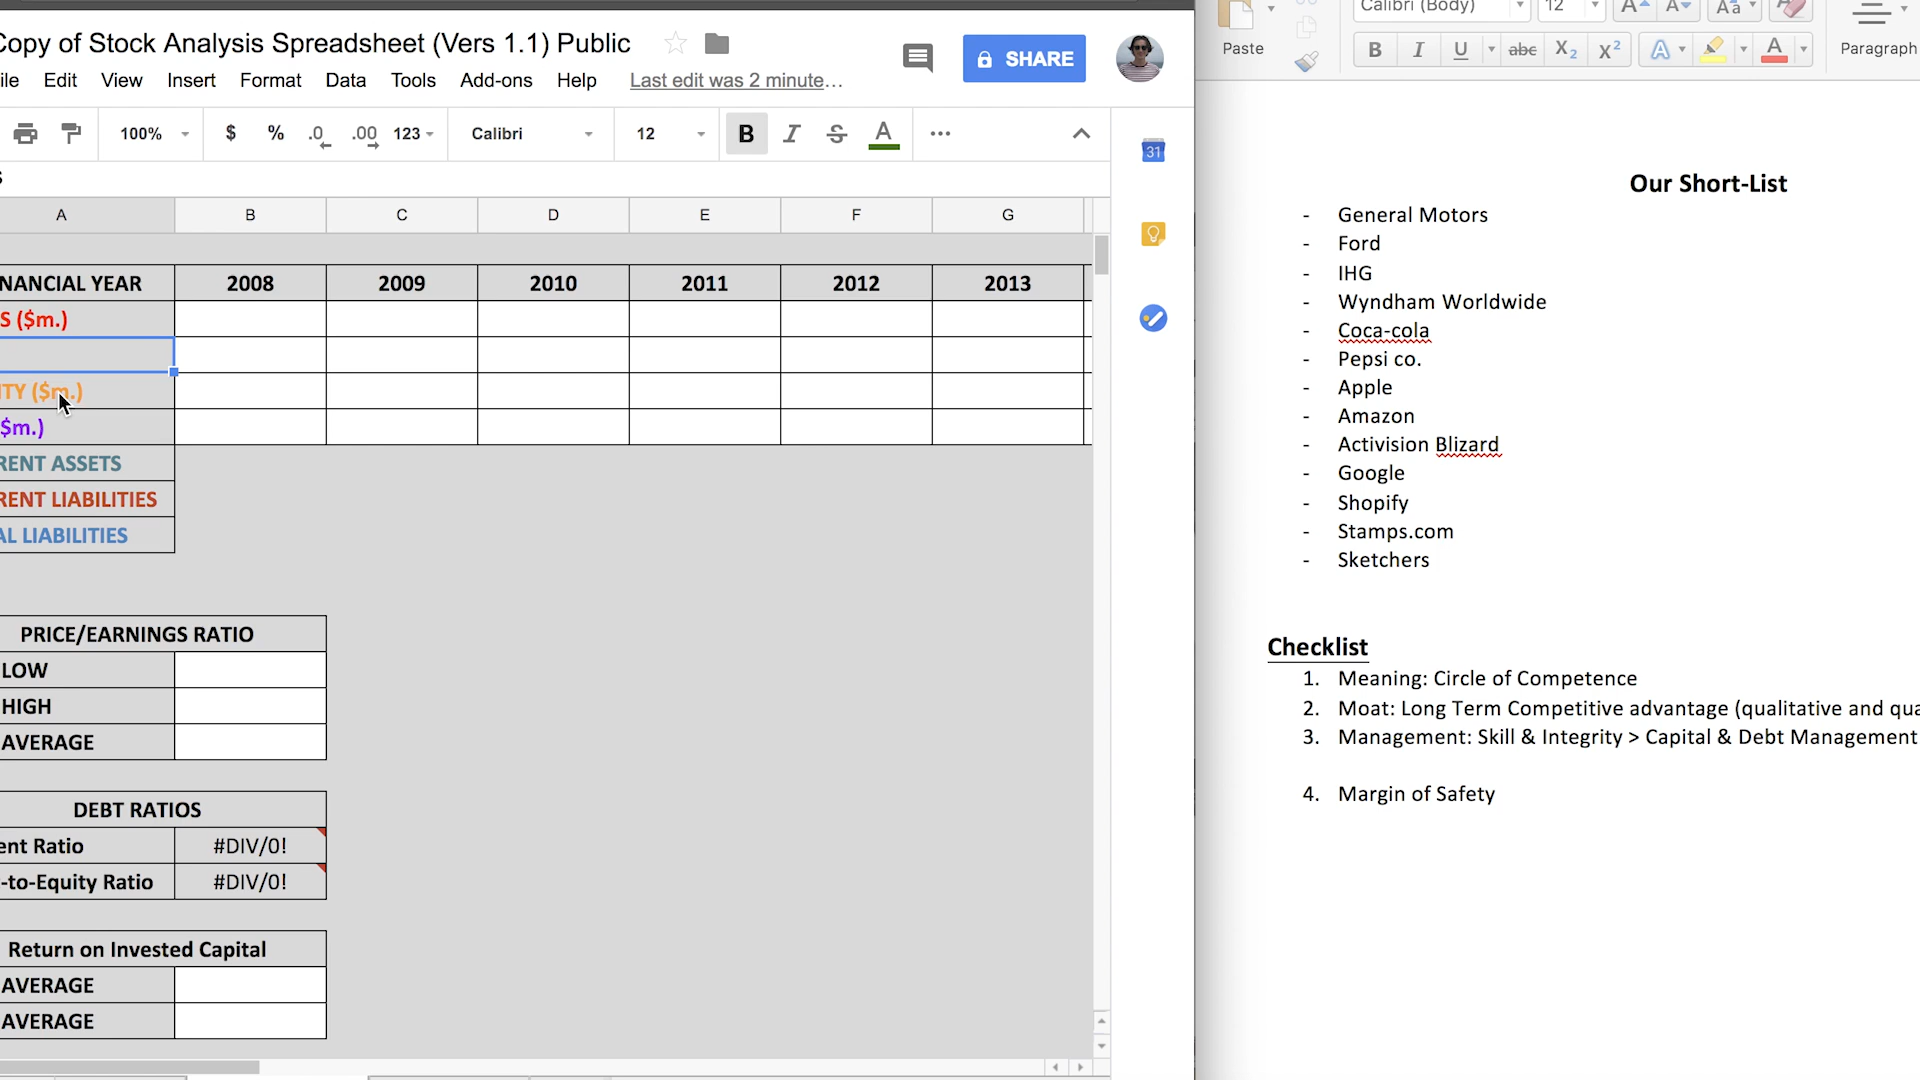 Copy of Stock Analysis Spreadsheet (Vers 1.1) Public
SHARE
ile Edit View Insert Format Data Tools Add-ons Help Last edit was 2 minute…
100% $ % .0 .00 123 Calibri 12 B I S A
31
S
A B C D E F G
NANCIAL YEAR 2008 2009 2010 2011 2012 2013
S ($m.)
ITY ($m.)
$m.)
RENT ASSETS
RENT LIABILITIES
AL LIABILITIES
PRICE/EARNINGS RATIO
LOW
HIGH
AVERAGE
DEBT RATIOS
ent Ratio #DIV/0!
-to-Equity Ratio #DIV/0!
Return on Invested Capital
AVERAGE
AVERAGE
Calibri (Body) 12 A A Aa
Paste B I U abc X2 X2 A A Paragraph
Our Short-List
- General Motors
- Ford
- IHG
- Wyndham Worldwide
- Coca-cola
- Pepsi co.
- Apple
- Amazon
- Activision Blizard
- Google
- Shopify
- Stamps.com
- Sketchers
Checklist
1. Meaning: Circle of Competence
2. Moat: Long Term Competitive advantage (qualitative and qua
3. Management: Skill & Integrity > Capital & Debt Management
4. Margin of Safety